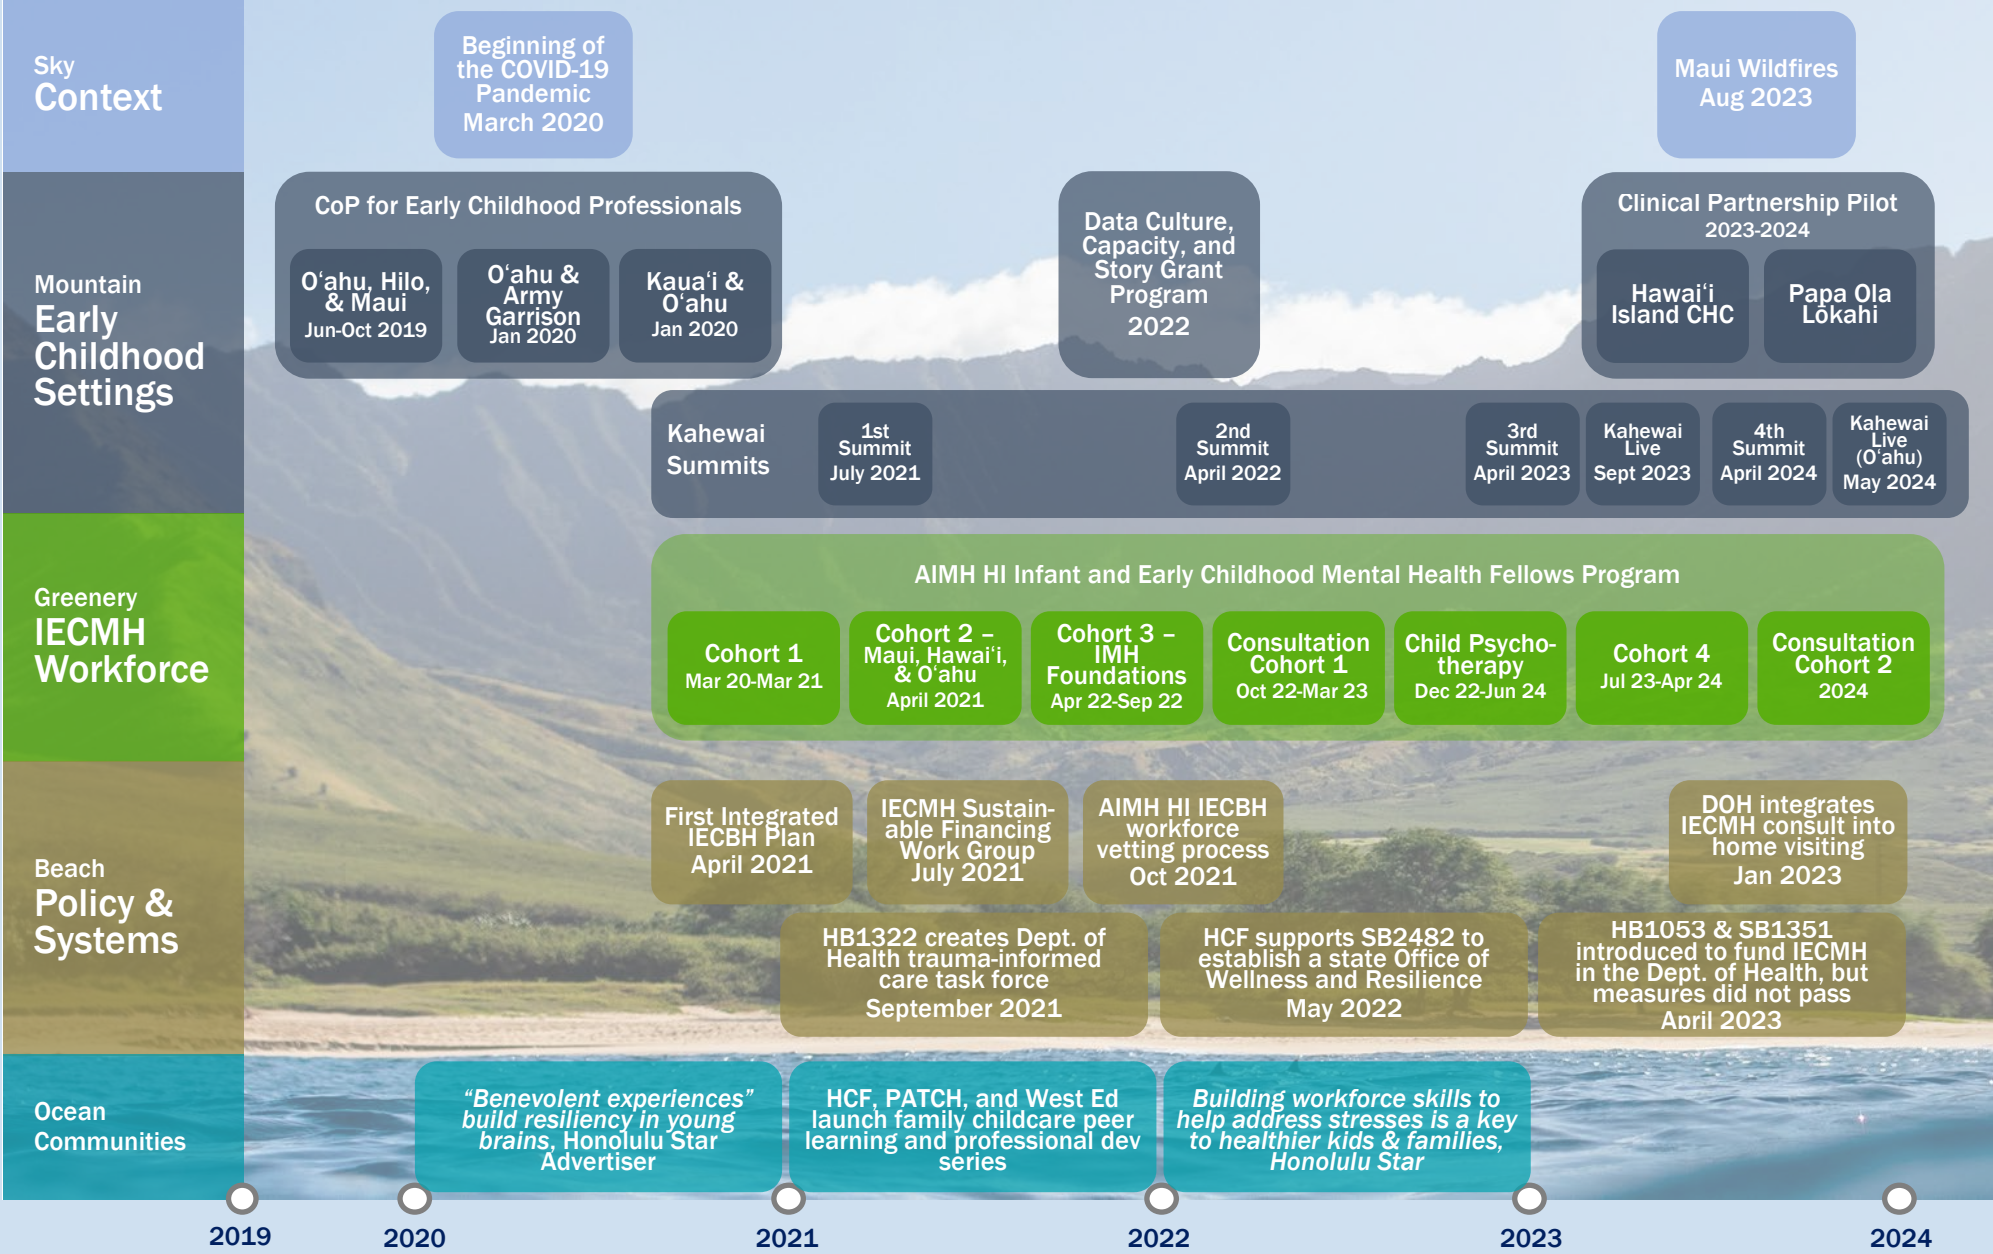 Sky
Context
Beginning of
the COVID-19
Pandemic
March 2020
Maui Wildfires
Aug 2023
Mountain
Early
Childhood
Settings
CoP for Early Childhood Professionals
Oʻahu, Hilo,
& Maui
Jun-Oct 2019
Oʻahu &
Army
Garrison
Jan 2020
Kauaʻi &
Oʻahu
Jan 2020
Data Culture,
Capacity, and
Story Grant
Program
2022
Clinical Partnership Pilot
2023-2024
Hawaiʻi
Island CHC
Papa Ola
Lōkahi
Kahewai
Summits
1st
Summit
July 2021
2nd
Summit
April 2022
3rd
Summit
April 2023
Kahewai
Live
Sept 2023
4th
Summit
April 2024
Kahewai
Live
(Oʻahu)
May 2024
Greenery
IECMH
Workforce
AIMH HI Infant and Early Childhood Mental Health Fellows Program
Cohort 1
Mar 20-Mar 21
Cohort 2 –
Maui, Hawaiʻi,
& Oʻahu
April 2021
Cohort 3 –
IMH
Foundations
Apr 22-Sep 22
Consultation
Cohort 1
Oct 22-Mar 23
Child Psycho-
therapy
Dec 22-Jun 24
Cohort 4
Jul 23-Apr 24
Consultation
Cohort 2
2024
Beach
Policy &
Systems
First Integrated
IECBH Plan
April 2021
IECMH Sustain-
able Financing
Work Group
July 2021
AIMH HI IECBH
workforce
vetting process
Oct 2021
DOH integrates
IECMH consult into
home visiting
Jan 2023
HB1322 creates Dept. of
Health trauma-informed
care task force
September 2021
HCF supports SB2482 to
establish a state Office of
Wellness and Resilience
May 2022
HB1053 & SB1351
introduced to fund IECMH
in the Dept. of Health, but
measures did not pass
April 2023
Ocean
Communities
“Benevolent experiences”
build resiliency in young
brains, Honolulu Star
Advertiser
HCF, PATCH, and West Ed
launch family childcare peer
learning and professional dev
series
Building workforce skills to
help address stresses is a key
to healthier kids & families,
Honolulu Star
2019
2020
2021
2022
2023
2024